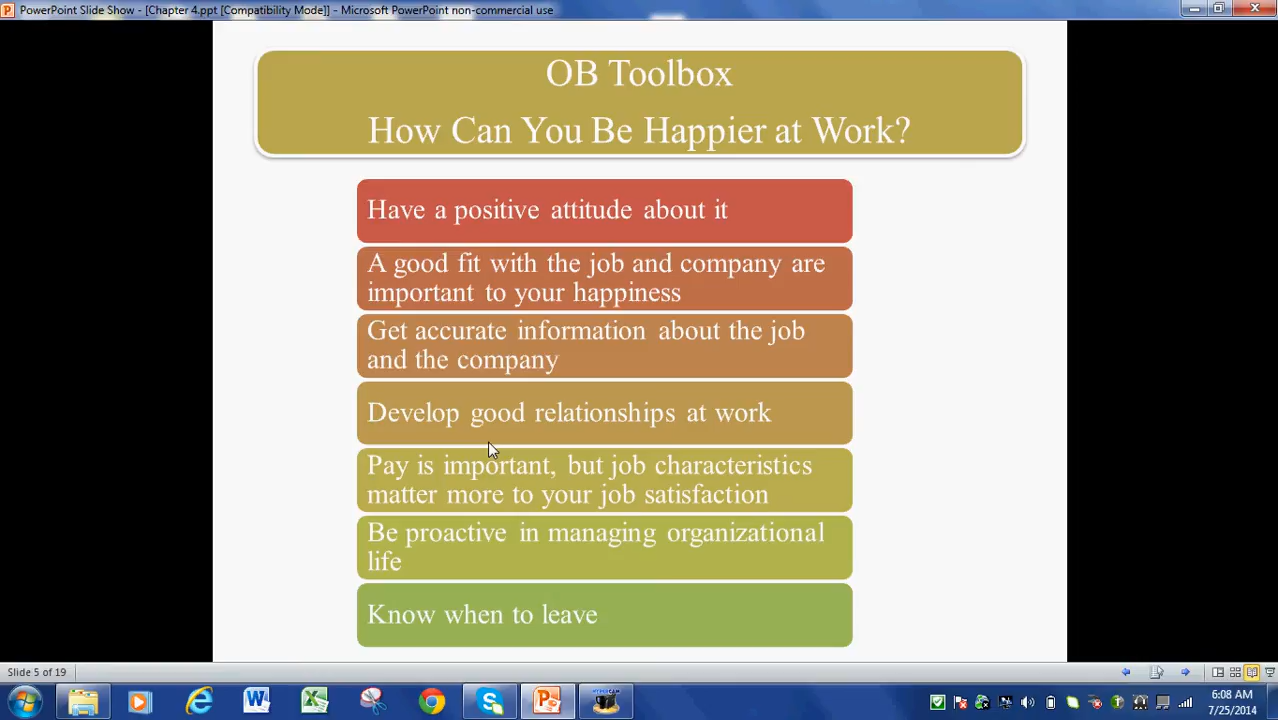 PowerPoint Slide Show - [Chapter 4.ppt [Compatibility Mode]] - Microsoft PowerPoint non-commercial use
OB Toolbox
How Can You Be Happier at Work?
Have a positive attitude about it
A good fit with the job and company are
important to your happiness
Get accurate information about the job
and the company
Develop good relationships at work
Pay is important, but job characteristics
matter more to your job satisfaction
Be proactive in managing organizational
life
Know when to leave
Slide 5 of 19
6:08 AM
7/25/2014